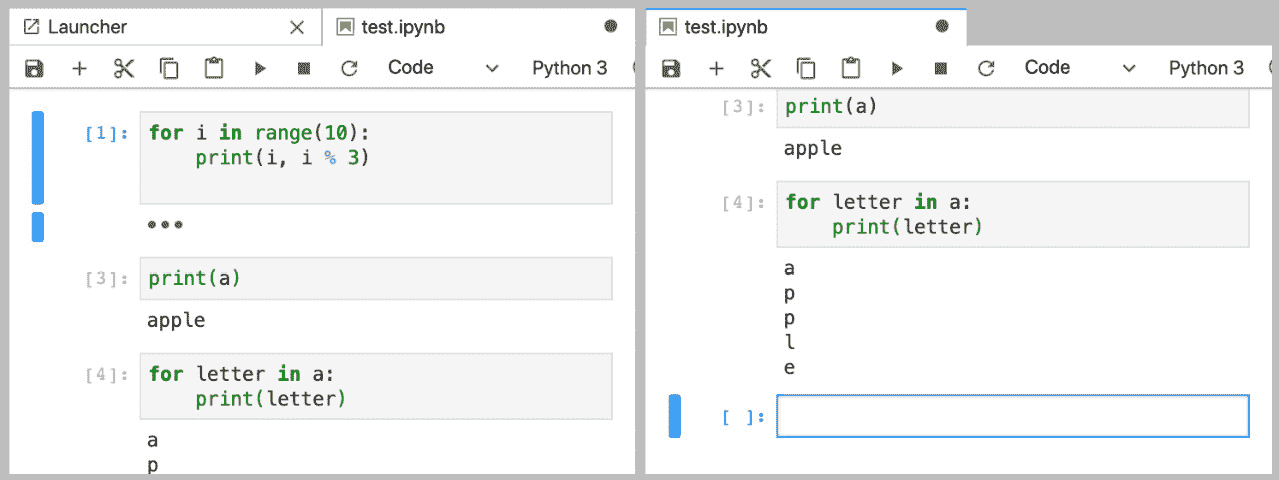 Launcher
test.ipynb
Code
Python 3
[1]:
for i in range(10):
    print(i, i % 3)
•••
[3]:
print(a)
apple
[4]:
for letter in a:
    print(letter)
a
p
test.ipynb
Code
Python 3
[3]:
print(a)
apple
[4]:
for letter in a:
    print(letter)
a
p
p
l
e
[ ]: